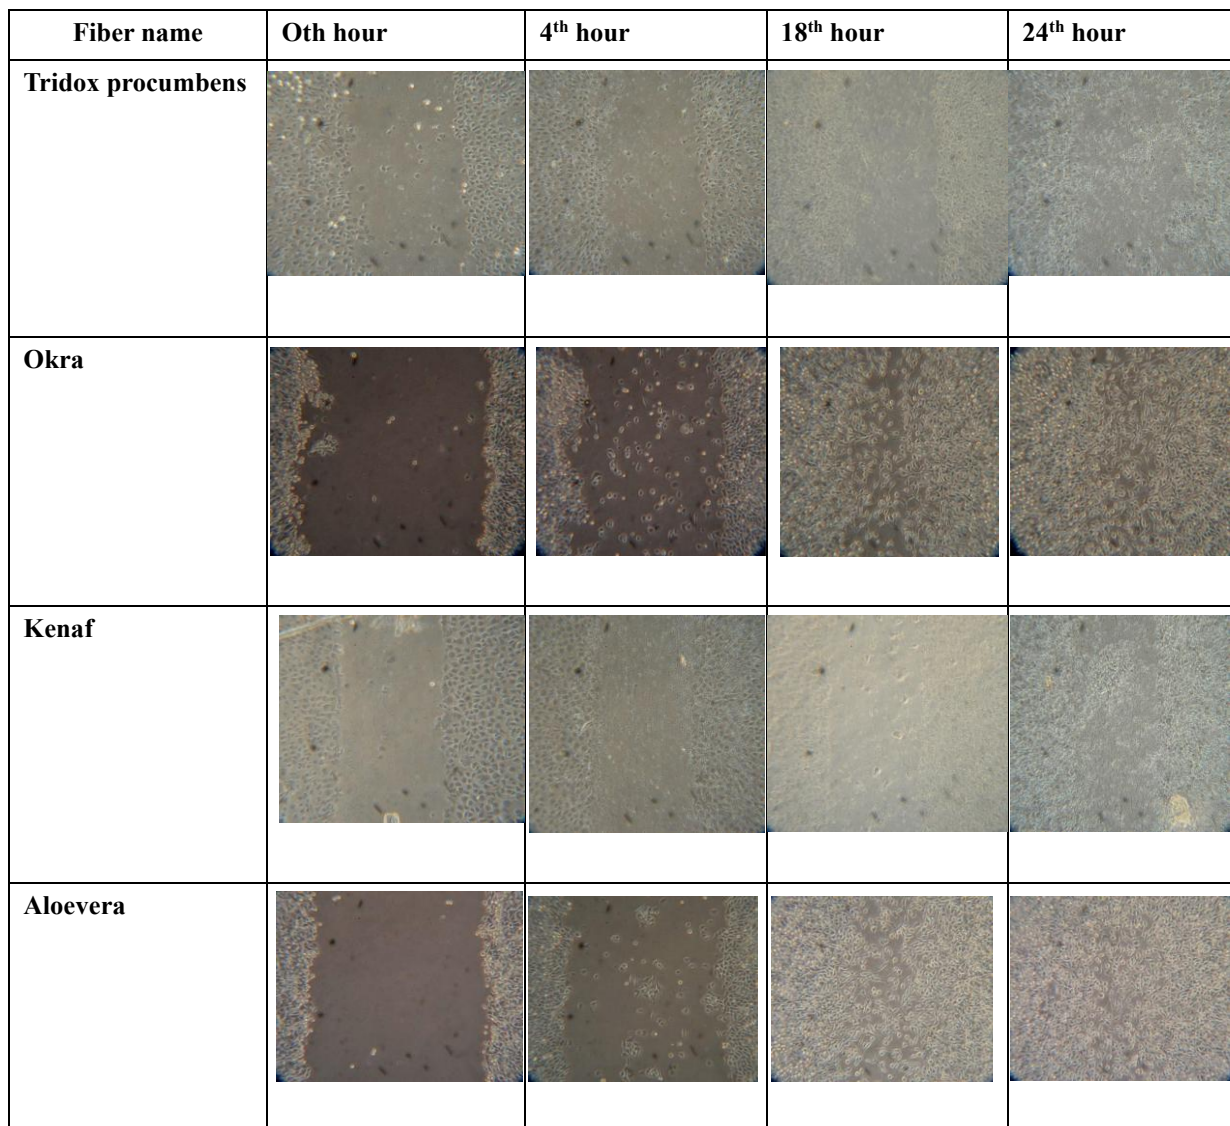 Fiber name
Oth hour
4th hour
18th hour
24th hour
Tridox procumbens
Okra
Kenaf
Aloevera